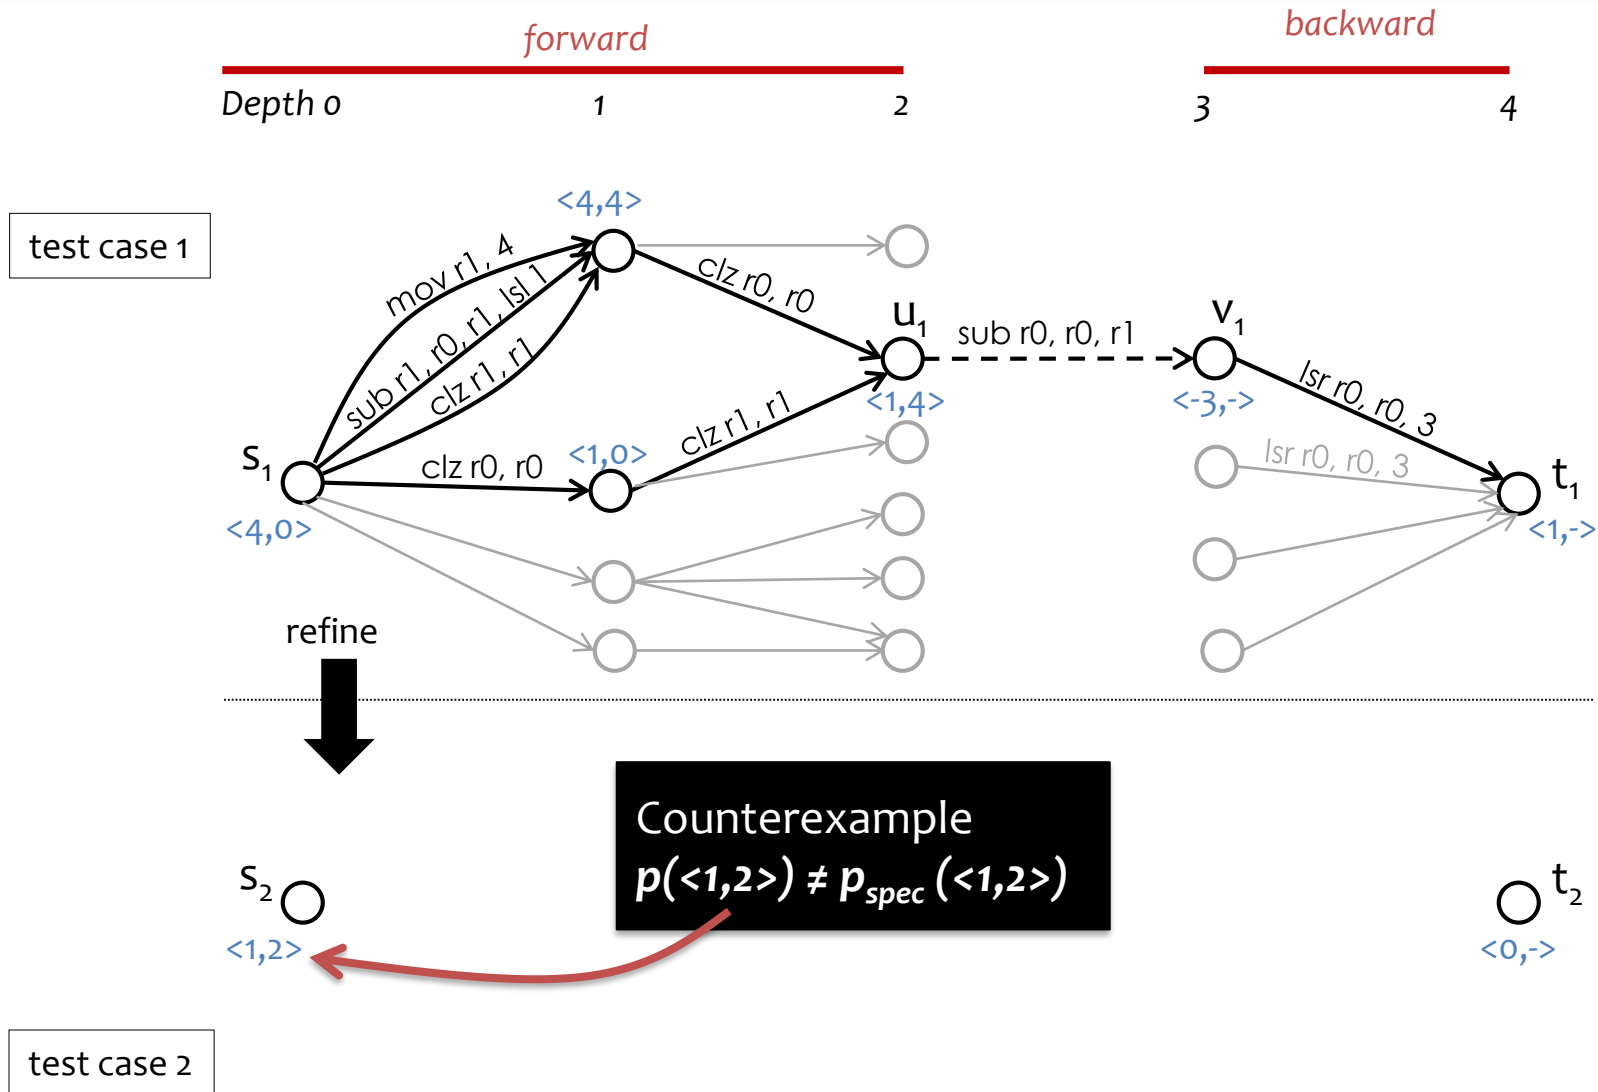 forward
backward
Depth 0 1 2 3 4
test case 1
<4,4>
mov r1, 4
sub r1, r0, r1, lsl 1
clz r1, r1
clz r0, r0
u1
sub r0, r0, r1
v1
<1,4>
<-3,->
lsr r0, r0, 3
s1
clz r0, r0
<1,0>
clz r1, r1
lsr r0, r0, 3
t1
<4,0>
<1,->
refine
Counterexample
p(<1,2>) ≠ pspec (<1,2>)
s2
t2
<1,2>
<0,->
test case 2